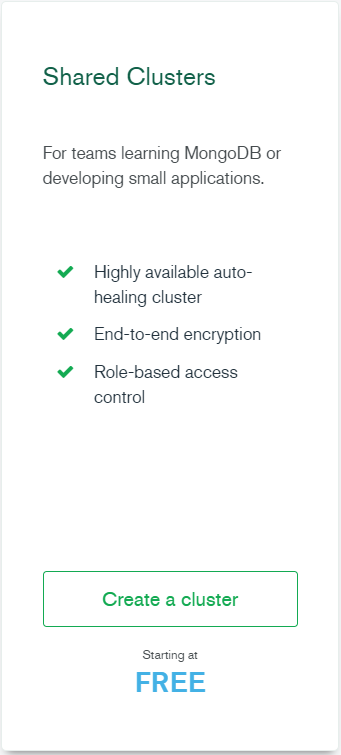 Shared Clusters
For teams learning MongoDB or
developing small applications.
Highly available auto-
healing cluster
End-to-end encryption
Role-based access
control
Create a cluster
Starting at
FREE